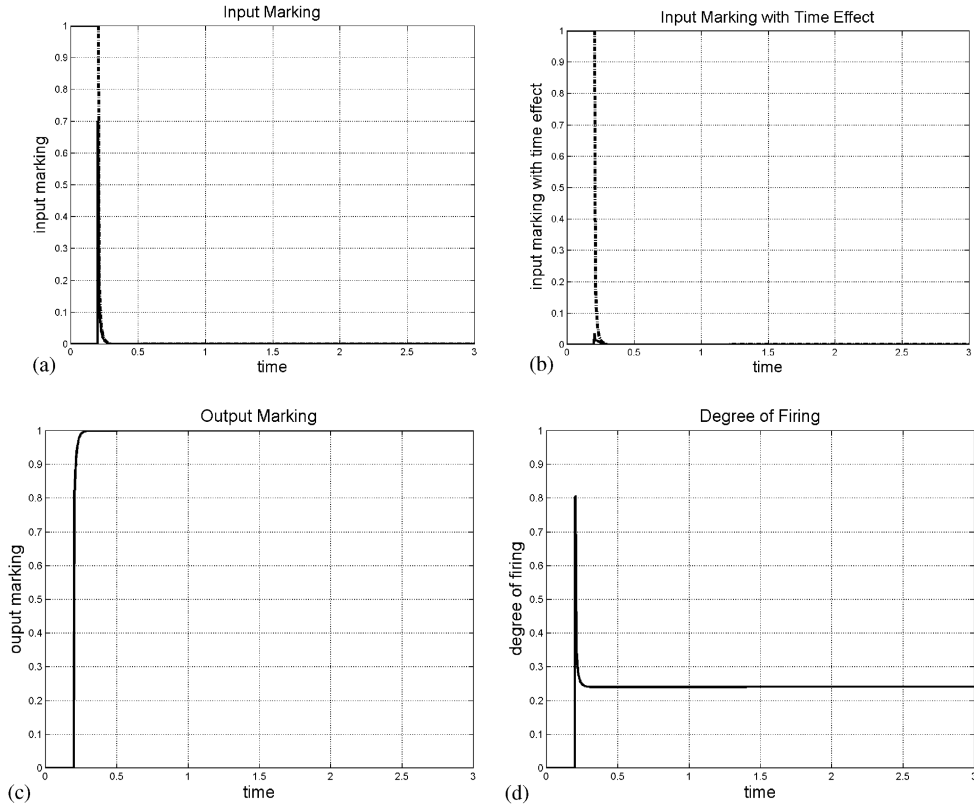 Input Marking
1
0.9
0.8
0.7
0.6
0.5
0.4
0.3
0.2
0.1
0
input marking
0 0.5 1 1.5 2 2.5 3
time
(a)
Input Marking with Time Effect
1
0.9
0.8
0.7
0.6
0.5
0.4
0.3
0.2
0.1
0
input marking with time effect
0 0.5 1 1.5 2 2.5 3
time
(b)
Output Marking
1
0.9
0.8
0.7
0.6
0.5
0.4
0.3
0.2
0.1
0
ouput marking
0 0.5 1 1.5 2 2.5 3
time
(c)
Degree of Firing
1
0.9
0.8
0.7
0.6
0.5
0.4
0.3
0.2
0.1
0
degree of firing
0 0.5 1 1.5 2 2.5 3
time
(d)